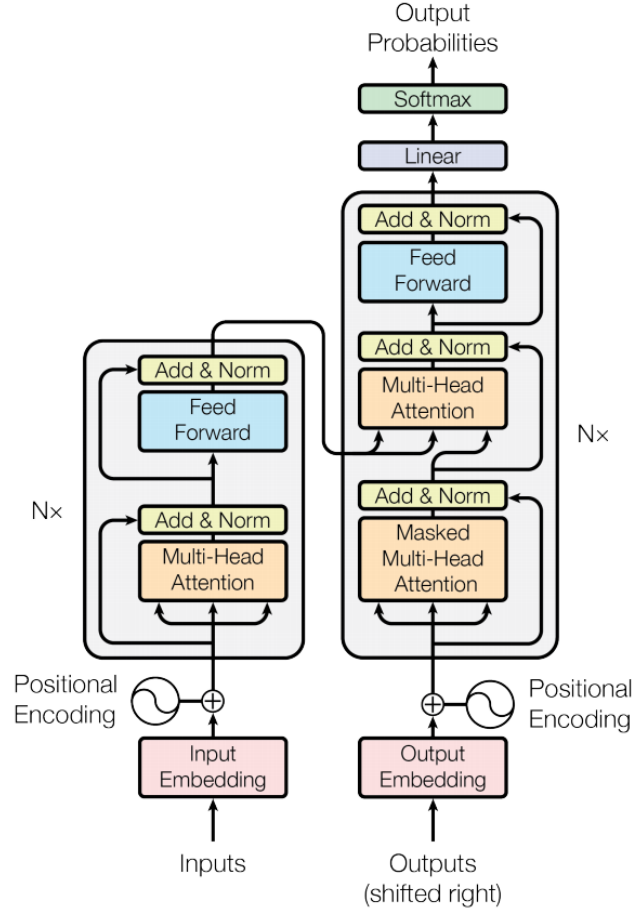 Output
Probabilities
Softmax
Linear
Add & Norm
Feed
Forward
Add & Norm
Multi-Head
Attention
N×
Add & Norm
Masked
Multi-Head
Attention
Add & Norm
Feed
Forward
N×
Add & Norm
Multi-Head
Attention
Positional
Encoding
Positional
Encoding
Input
Embedding
Output
Embedding
Inputs
Outputs
(shifted right)